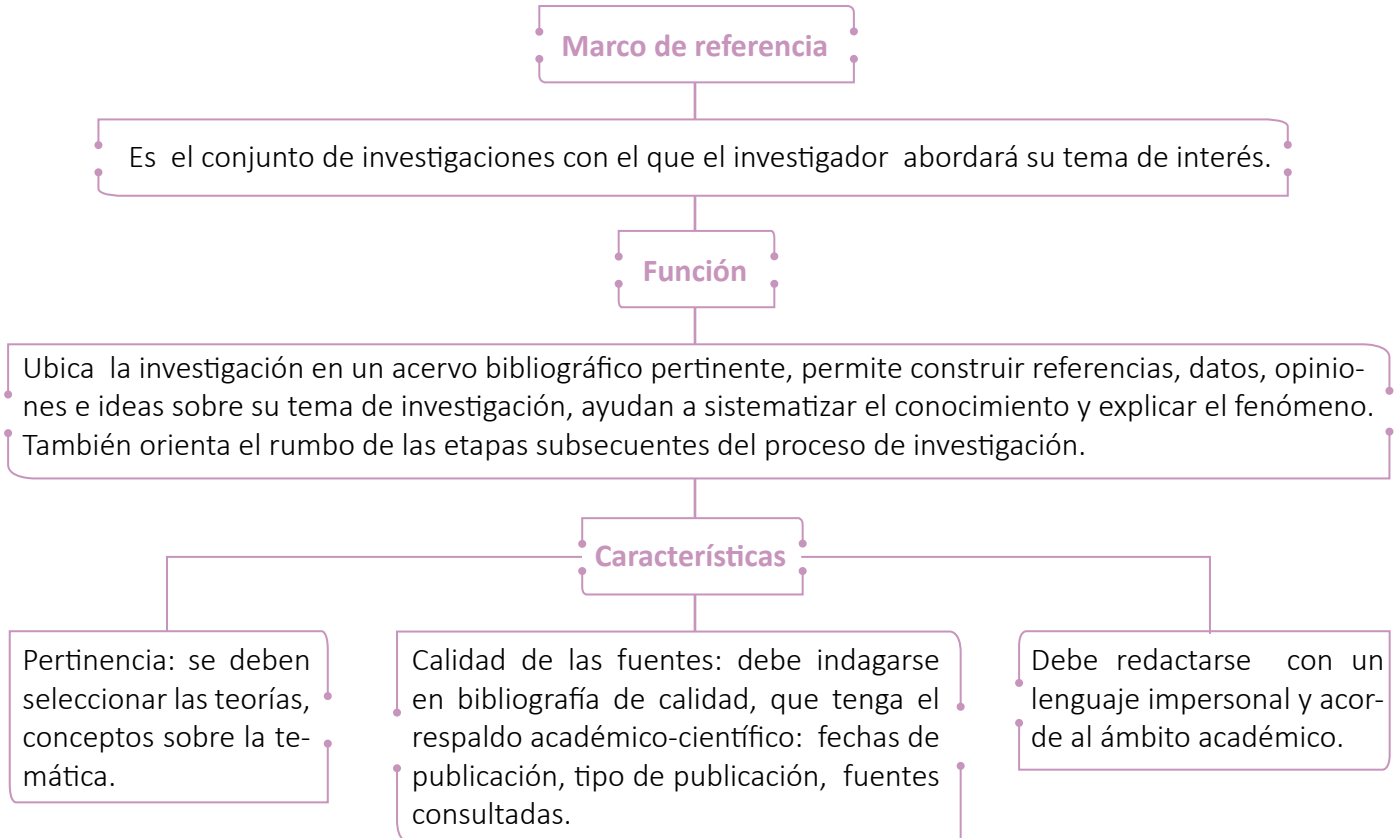 Marco de referencia
Es el conjunto de investigaciones con el que el investigador abordará su tema de interés.
Función
Ubica la investigación en un acervo bibliográfico pertinente, permite construir referencias, datos, opinio-
nes e ideas sobre su tema de investigación, ayudan a sistematizar el conocimiento y explicar el fenómeno.
También orienta el rumbo de las etapas subsecuentes del proceso de investigación.
Características
Pertinencia: se deben
seleccionar las teorías,
conceptos sobre la te-
mática.
Calidad de las fuentes: debe indagarse
en bibliografía de calidad, que tenga el
respaldo académico-científico: fechas de
publicación, tipo de publicación, fuentes
consultadas.
Debe redactarse con un
lenguaje impersonal y acor-
de al ámbito académico.